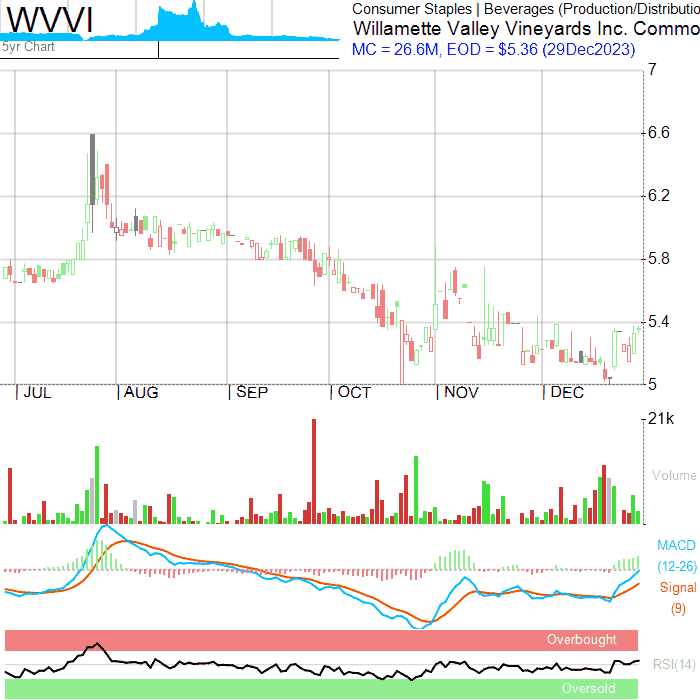 WVVI
5yr Chart
Consumer Staples | Beverages (Production/Distributio
Willamette Valley Vineyards Inc. Commo
MC = 26.6M, EOD = $5.36 (29Dec2023)
7
6.6
6.2
5.8
5.4
5
JUL AUG SEP OCT NOV DEC
21k
Volume
MACD
(12-26)
Signal
(9)
Overbought
RSI(14)
Oversold